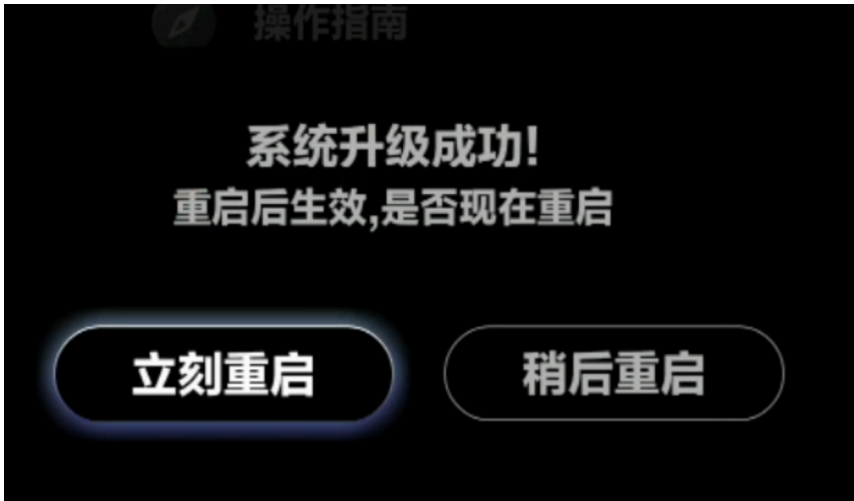 操作指南
系统升级成功!
重启后生效,是否现在重启
立刻重启
稍后重启